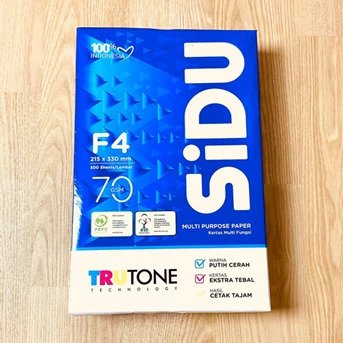 100%
INDONESIA
SiDU
F4
215 x 330 mm
500 Sheets/Lembar
70 GSM
PEFC
MULTI PURPOSE PAPER
Kertas Multi Fungsi
TRUTONE
TECHNOLOGY
WARNA
PUTIH CERAH
KERTAS
EKSTRA TEBAL
HASIL
CETAK TAJAM